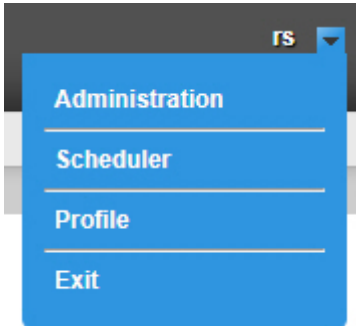 rs
Administration
Scheduler
Profile
Exit